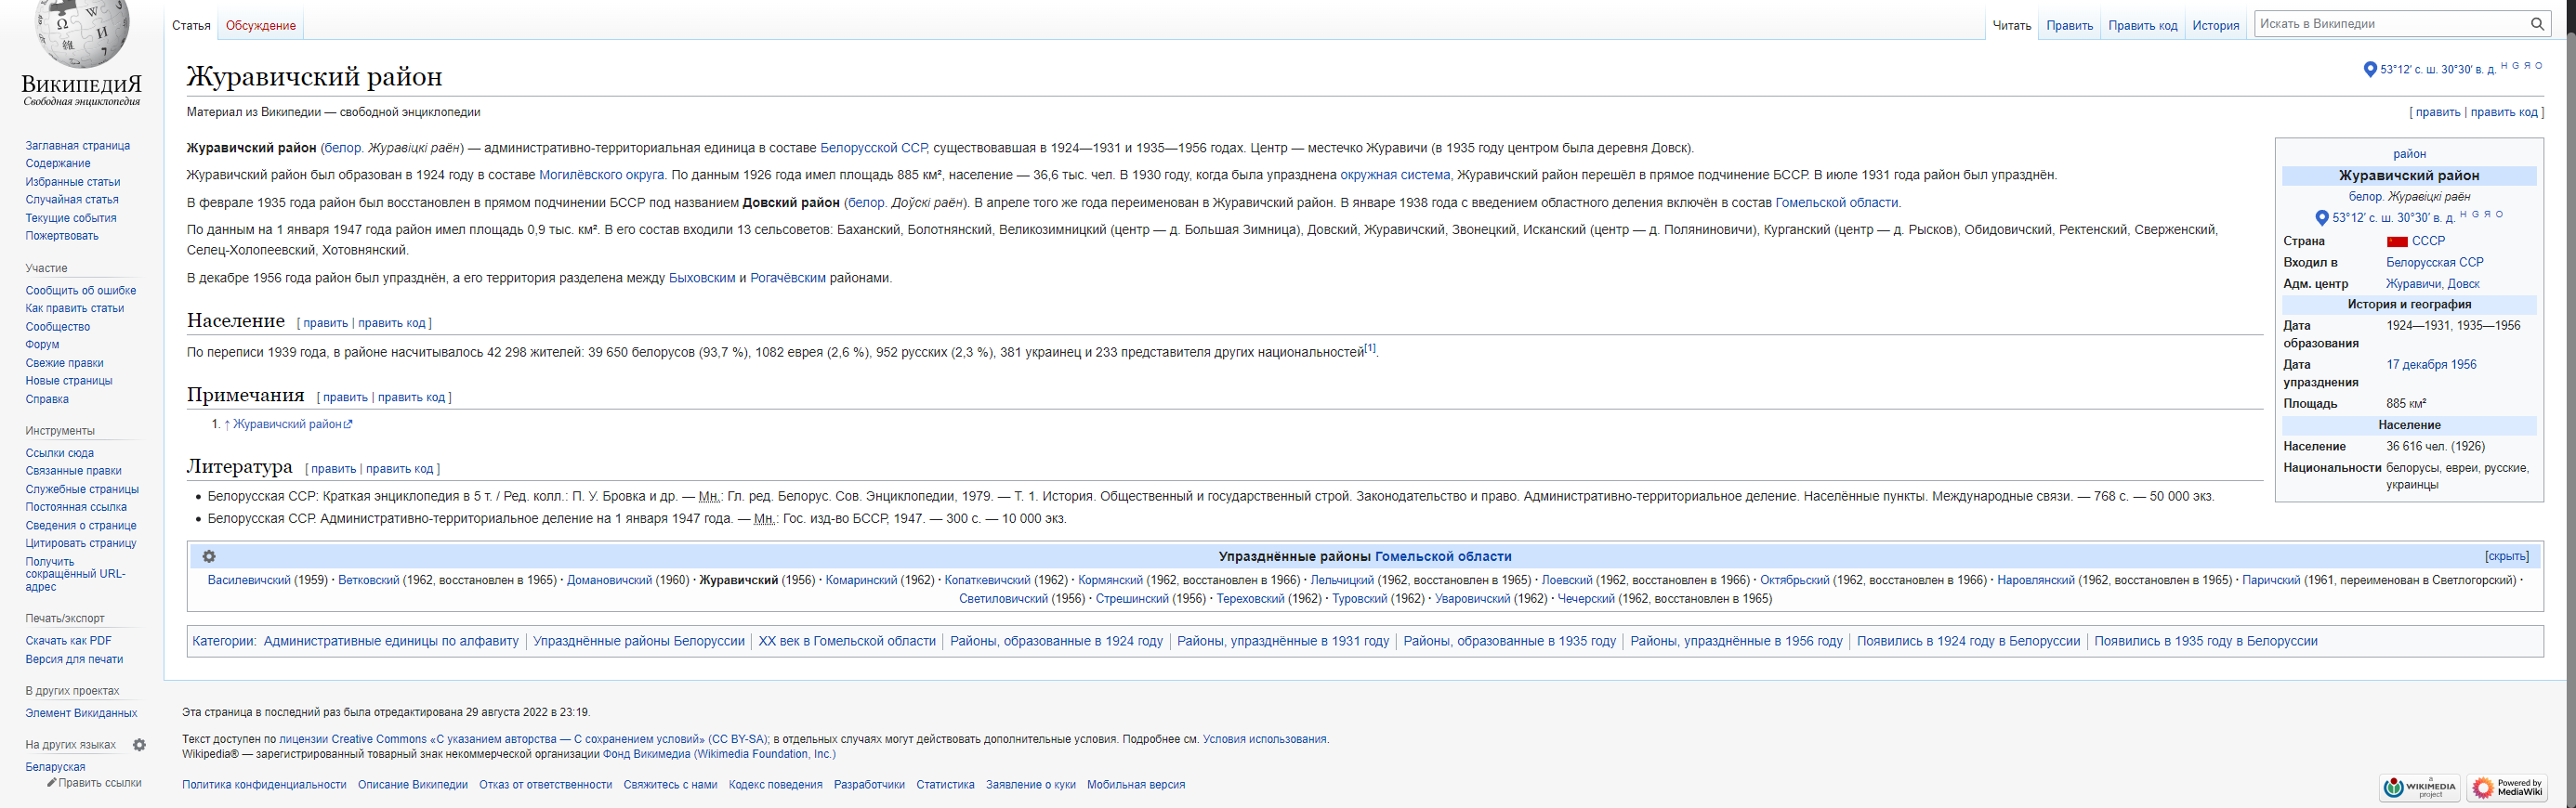 ВикипедиЯ
Свободная энциклопедия
Заглавная страница
Содержание
Избранные статьи
Случайная статья
Текущие события
Пожертвовать
Участие
Сообщить об ошибке
Как править статьи
Сообщество
Форум
Свежие правки
Новые страницы
Справка
Инструменты
Ссылки сюда
Связанные правки
Служебные страницы
Постоянная ссылка
Сведения о странице
Цитировать страницу
Получить
сокращённый URL-
адрес
Печать/экспорт
Скачать как PDF
Версия для печати
В других проектах
Элемент Викиданных
На других языках
Беларуская
Править ссылки
Статья Обсуждение
Читать Править Править код История Искать в Википедии
Журавичский район
53°12′ с. ш. 30°30′ в. д. H G Я O
Материал из Википедии — свободной энциклопедии
[ править | править код ]
Журавичский район (белор. Журавіцкі раён) — административно-территориальная единица в составе Белорусской ССР, существовавшая в 1924—1931 и 1935—1956 годах. Центр — местечко Журавичи (в 1935 году центром была деревня Довск).
Журавичский район был образован в 1924 году в составе Могилёвского округа. По данным 1926 года имел площадь 885 км², население — 36,6 тыс. чел. В 1930 году, когда была упразднена окружная система, Журавичский район перешёл в прямое подчинение БССР. В июле 1931 года район был упразднён.
В феврале 1935 года район был восстановлен в прямом подчинении БССР под названием Довский район (белор. Доўскі раён). В апреле того же года переименован в Журавичский район. В январе 1938 года с введением областного деления включён в состав Гомельской области.
По данным на 1 января 1947 года район имел площадь 0,9 тыс. км². В его состав входили 13 сельсоветов: Баханский, Болотнянский, Великозимницкий (центр — д. Большая Зимница), Довский, Журавичский, Звонецкий, Исканский (центр — д. Поляниновичи), Курганский (центр — д. Рысков), Обидовичский, Ректенский, Сверженский,
Селец-Холопеевский, Хотовнянский.
В декабре 1956 года район был упразднён, а его территория разделена между Быховским и Рогачёвским районами.
Население [ править | править код ]
По переписи 1939 года, в районе насчитывалось 42 298 жителей: 39 650 белорусов (93,7 %), 1082 еврея (2,6 %), 952 русских (2,3 %), 381 украинец и 233 представителя других национальностей[1].
Примечания [ править | править код ]
1. ↑ Журавичский район
Литература [ править | править код ]
• Белорусская ССР: Краткая энциклопедия в 5 т. / Ред. колл.: П. У. Бровка и др. — Мн.: Гл. ред. Белорус. Сов. Энциклопедии, 1979. — Т. 1. История. Общественный и государственный строй. Законодательство и право. Административно-территориальное деление. Населённые пункты. Международные связи. — 768 с. — 50 000 экз.
• Белорусская ССР. Административно-территориальное деление на 1 января 1947 года. — Мн.: Гос. изд-во БССР, 1947. — 300 с. — 10 000 экз.
район
Журавичский район
белор. Журавіцкі раён
53°12′ с. ш. 30°30′ в. д. H G Я O
Страна СССР
Входил в Белорусская ССР
Адм. центр Журавичи, Довск
История и география
Дата 1924—1931, 1935—1956
образования
Дата 17 декабря 1956
упразднения
Площадь 885 км²
Население
Население 36 616 чел. (1926)
Национальности белорусы, евреи, русские,
украинцы
Упразднённые районы Гомельской области [скрыть]
Василевичский (1959) · Ветковский (1962, восстановлен в 1965) · Домановичский (1960) · Журавичский (1956) · Комаринский (1962) · Копаткевичский (1962) · Кормянский (1962, восстановлен в 1966) · Лельчицкий (1962, восстановлен в 1965) · Лоевский (1962, восстановлен в 1966) · Октябрьский (1962, восстановлен в 1966) · Наровлянский (1962, восстановлен в 1965) · Паричский (1961, переименован в Светлогорский) ·
Светиловичский (1956) · Стрешинский (1956) · Тереховский (1962) · Туровский (1962) · Уваровичский (1962) · Чечерский (1962, восстановлен в 1965)
Категории: Административные единицы по алфавиту | Упразднённые районы Белоруссии | XX век в Гомельской области | Районы, образованные в 1924 году | Районы, упразднённые в 1931 году | Районы, образованные в 1935 году | Районы, упразднённые в 1956 году | Появились в 1924 году в Белоруссии | Появились в 1935 году в Белоруссии
Эта страница в последний раз была отредактирована 29 августа 2022 в 23:19.
Текст доступен по лицензии Creative Commons «С указанием авторства — С сохранением условий» (CC BY-SA); в отдельных случаях могут действовать дополнительные условия. Подробнее см. Условия использования.
Wikipedia® — зарегистрированный товарный знак некоммерческой организации Фонд Викимедиа (Wikimedia Foundation, Inc.)
Политика конфиденциальности Описание Википедии Отказ от ответственности Свяжитесь с нами Кодекс поведения Разработчики Статистика Заявление о куки Мобильная версия
a WIKIMEDIA project
Powered by MediaWiki